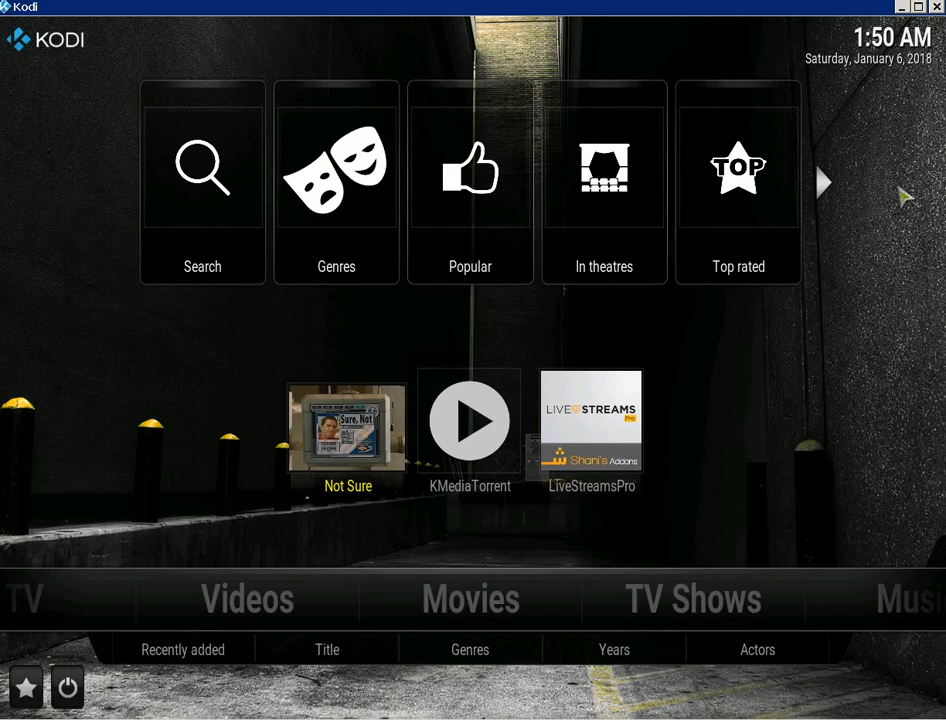 Kodi
KODI
1:50 AM
Saturday, January 6, 2018
TOP
Search
Genres
Popular
In theatres
Top rated
Sure, Not
LIVE STREAMS
Pro
Shani's Addons
Not Sure
KMediaTorrent
LiveStreamsPro
TV
Videos
Movies
TV Shows
Musi
Recently added
Title
Genres
Years
Actors